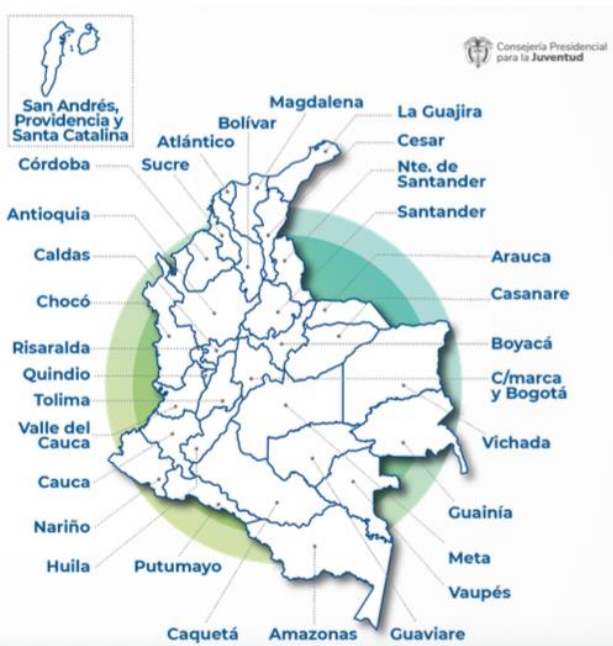 Consejería Presidencial
para la Juventud
San Andrés,
Providencia y
Santa Catalina
Magdalena
Bolívar
Atlántico
Sucre
Córdoba
Antioquia
Caldas
Chocó
Risaralda
Quindio
Tolima
Valle del
Cauca
Cauca
Nariño
Huila
Putumayo
Caquetá
Amazonas
Guaviare
La Guajira
Cesar
Nte. de
Santander
Santander
Arauca
Casanare
Boyacá
C/marca
y Bogotá
Vichada
Guainía
Meta
Vaupés